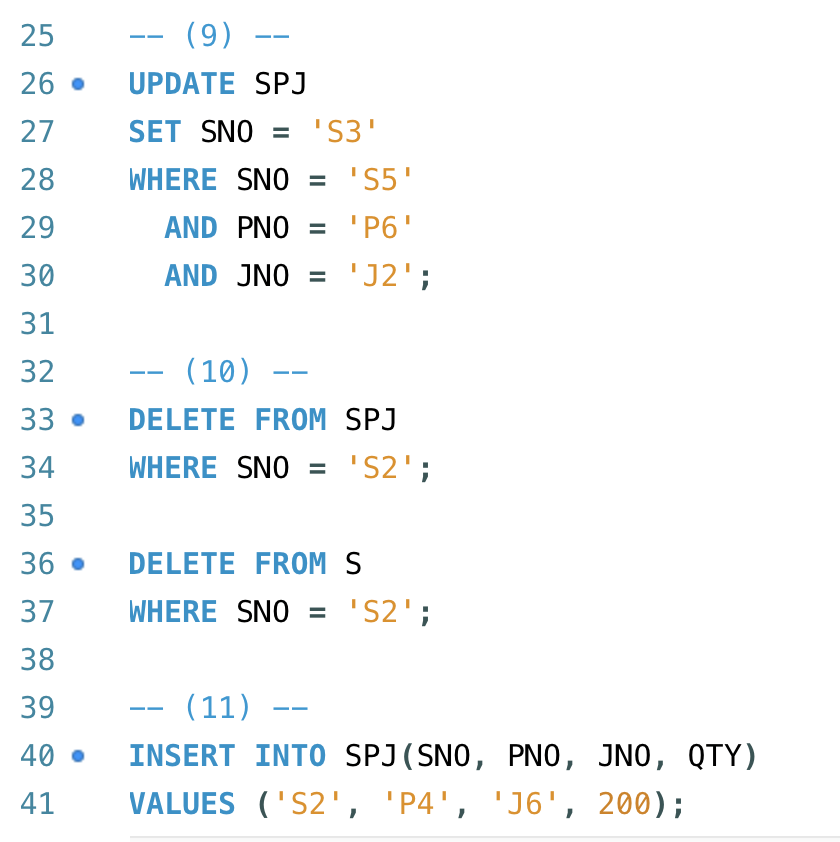 25 -- (9) --
26 UPDATE SPJ
27 SET SNO = 'S3'
28 WHERE SNO = 'S5'
29 AND PNO = 'P6'
30 AND JNO = 'J2';
31
32 -- (10) --
33 DELETE FROM SPJ
34 WHERE SNO = 'S2';
35
36 DELETE FROM S
37 WHERE SNO = 'S2';
38
39 -- (11) --
40 INSERT INTO SPJ(SNO, PNO, JNO, QTY)
41 VALUES ('S2', 'P4', 'J6', 200);